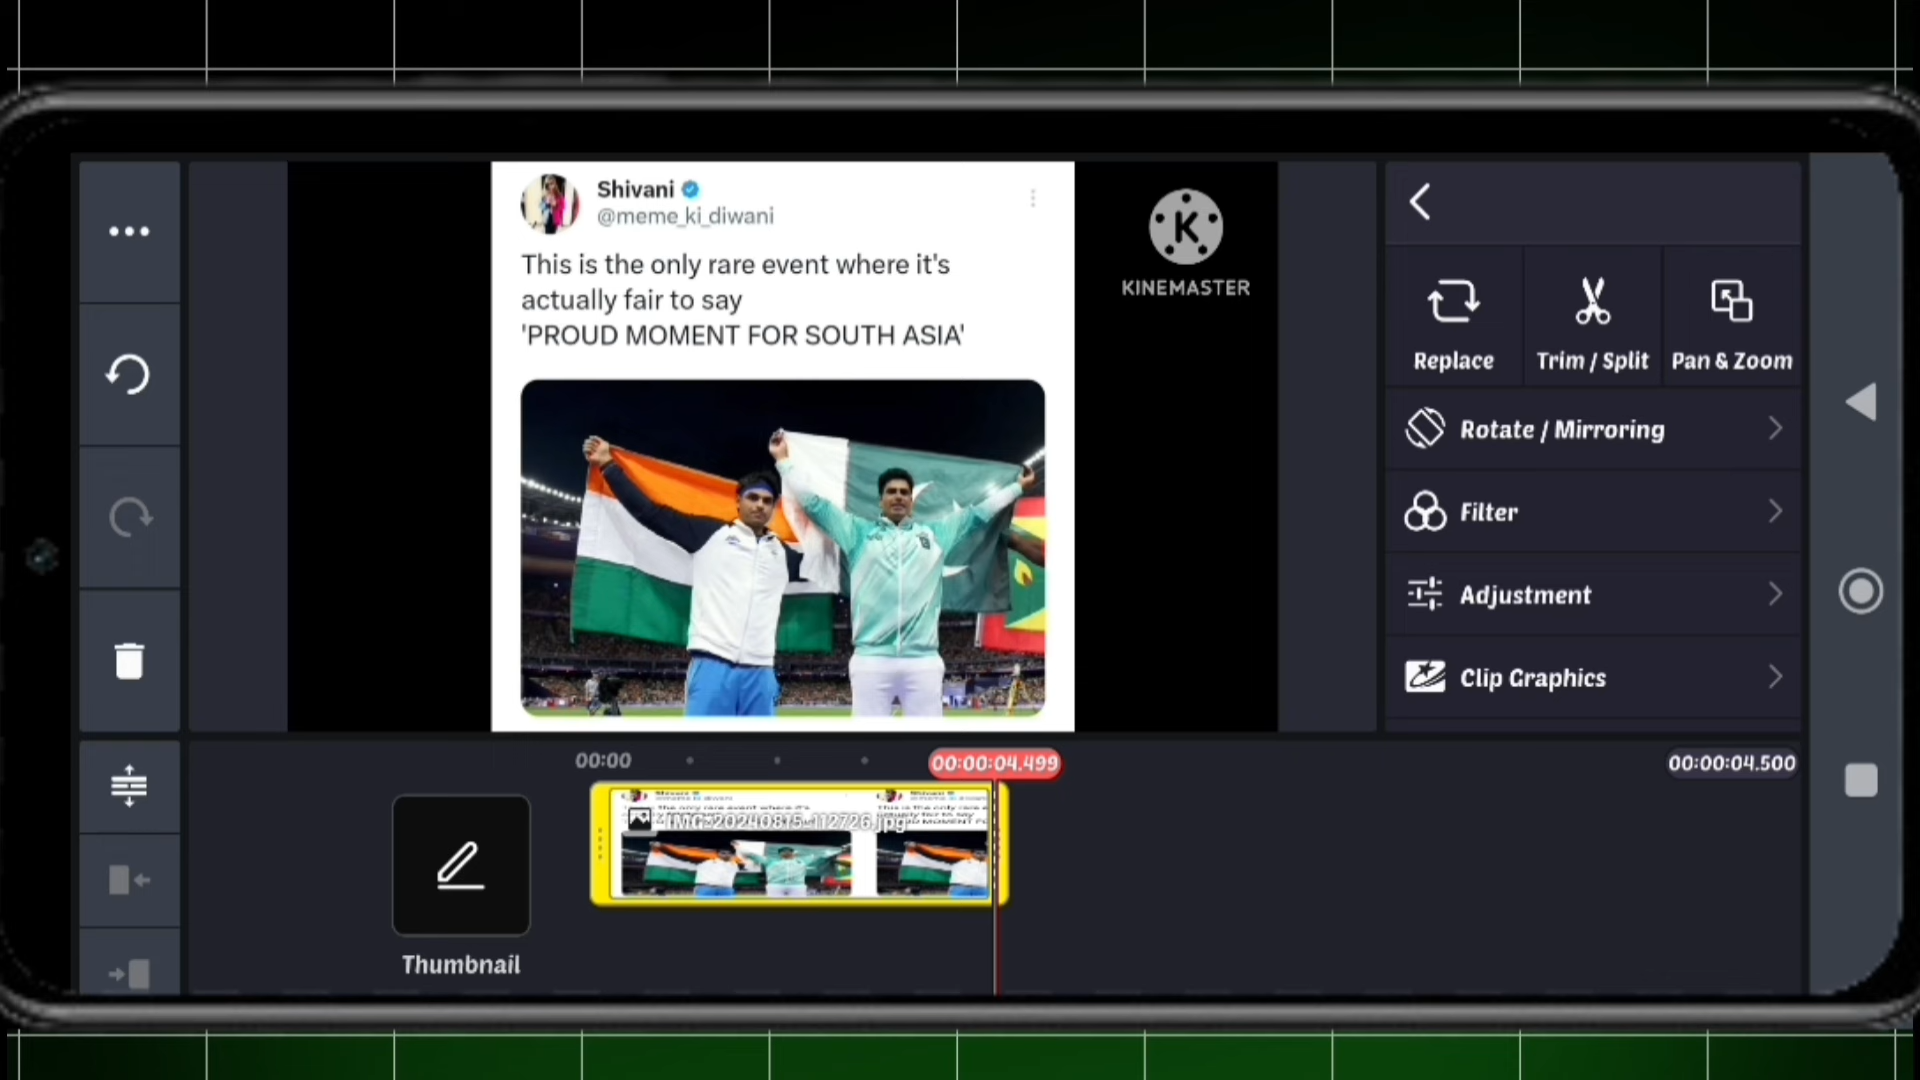 Shivani
@meme_ki_diwani
This is the only rare event where it's
actually fair to say
'PROUD MOMENT FOR SOUTH ASIA'
K
KINEMASTER
Replace
Trim / Split
Pan & Zoom
Rotate / Mirroring
Filter
Adjustment
Clip Graphics
00:00
00:00:04.499
00:00:04.500
IMG_20240815_112726.jpg
Thumbnail